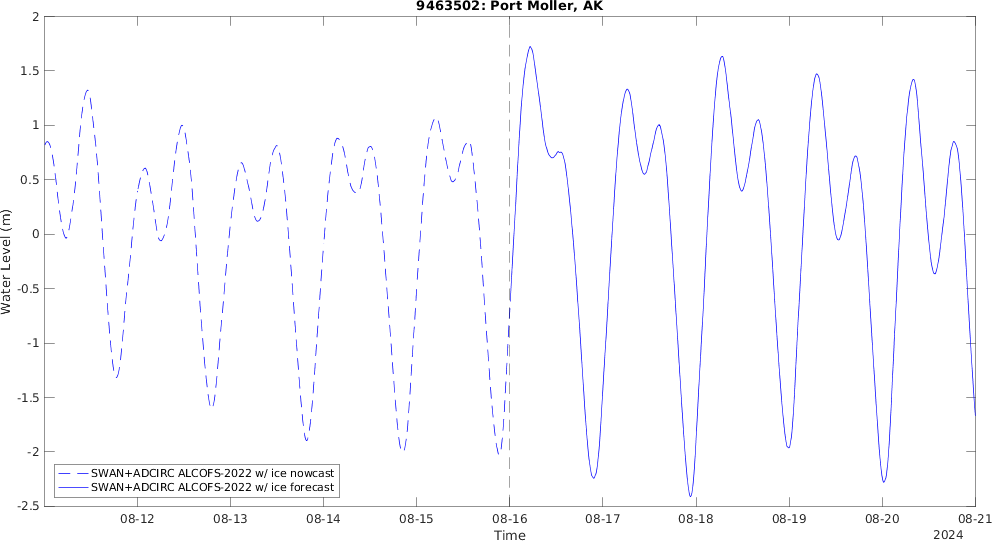 9463502: Port Moller, AK
2
1.5
1
0.5
0
-0.5
-1
-1.5
-2
-2.5
Water Level (m)
SWAN+ADCIRC ALCOFS-2022 w/ ice nowcast
SWAN+ADCIRC ALCOFS-2022 w/ ice forecast
08-12 08-13 08-14 08-15 08-16 08-17 08-18 08-19 08-20 08-21
Time
2024